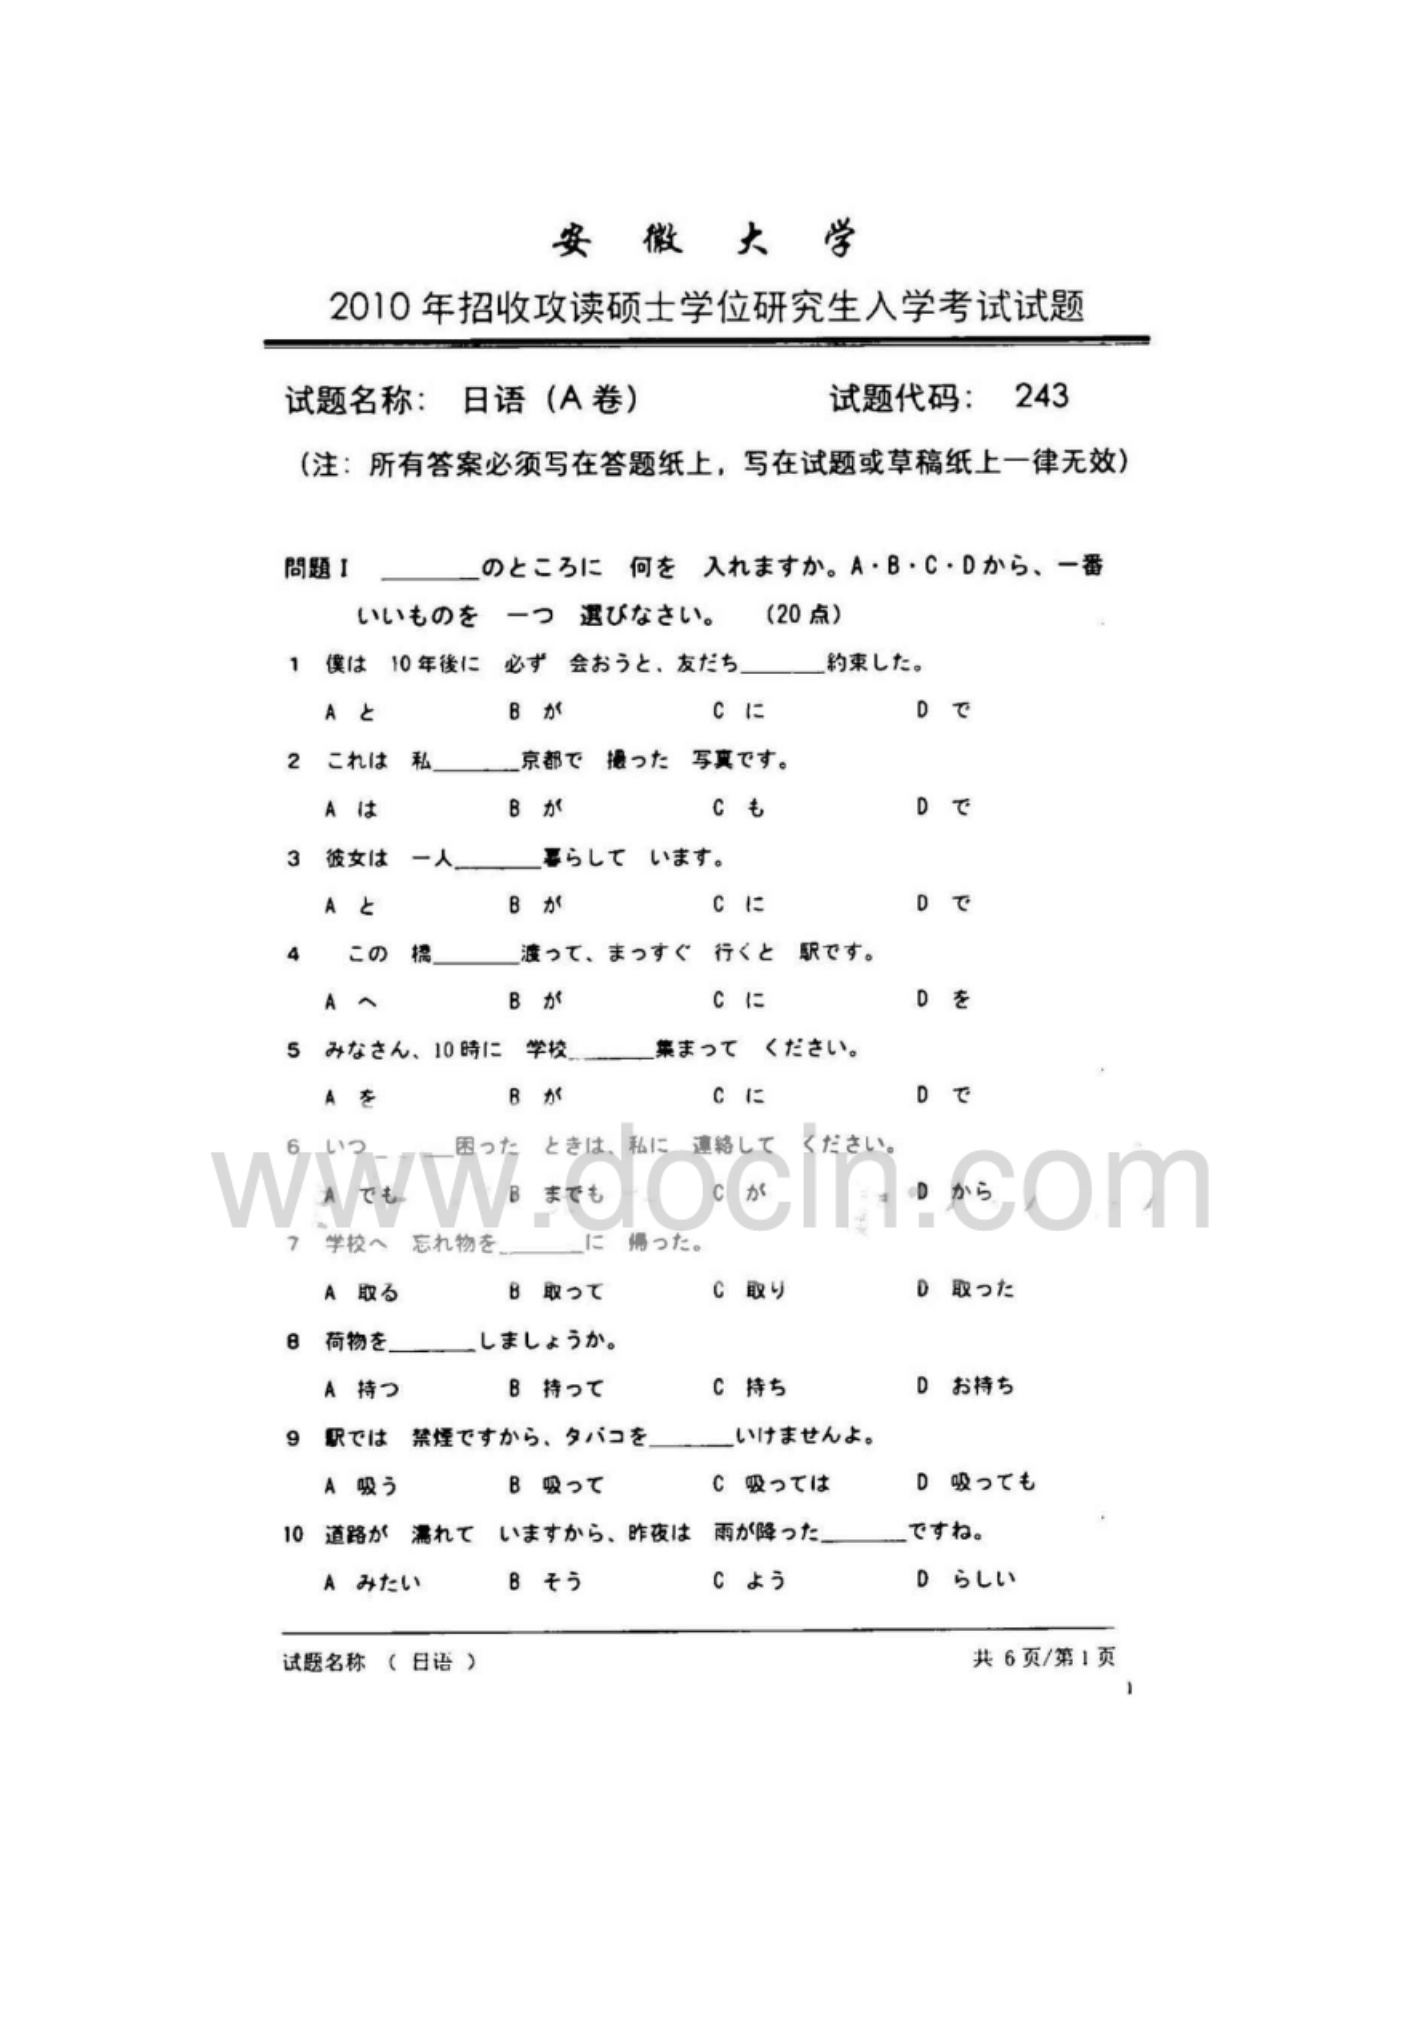 安徽大学
2010年招收攻读硕士学位研究生入学考试试题
试题名称： 日语（A卷） 试题代码： 243
（注：所有答案必须写在答题纸上，写在试题或草稿纸上一律无效）
問題Ⅰ ＿＿＿＿のところに 何を 入れますか。A・B・C・Dから、一番
いいものを 一つ 選びなさい。 （20点）
1 僕は 10年後に 必ず 会おうと、友だち＿＿＿＿約束した。
A と B が C に D で
2 これは 私＿＿＿＿京都で 撮った 写真です。
A は B が C も D で
3 彼女は 一人＿＿＿＿暮らして います。
A と B が C に D で
4 この 橋＿＿＿＿渡って、まっすぐ 行くと 駅です。
A へ B が C に D を
5 みなさん、10時に 学校＿＿＿＿集まって ください。
A を B が C に D で
6 いつ＿＿＿＿困った ときは、私に 連絡して ください。
www.docin.com
A でも B までも C が D から
7 学校へ 忘れ物を＿＿＿＿に 帰った。
A 取る B 取って C 取り D 取った
8 荷物を＿＿＿＿しましょうか。
A 持つ B 持って C 持ち D お持ち
9 駅では 禁煙ですから、タバコを＿＿＿＿いけませんよ。
A 吸う B 吸って C 吸っては D 吸っても
10 道路が 濡れて いますから、昨夜は 雨が降った＿＿＿＿ですね。
A みたい B そう C よう D らしい
试题名称 （ 日语 ） 共 6页/第1页
1